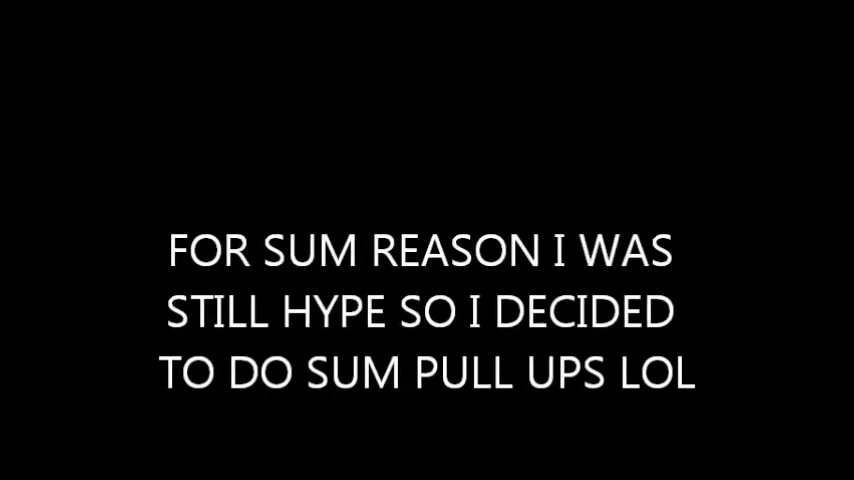 FOR SUM REASON I WAS
STILL HYPE SO I DECIDED
TO DO SUM PULL UPS LOL